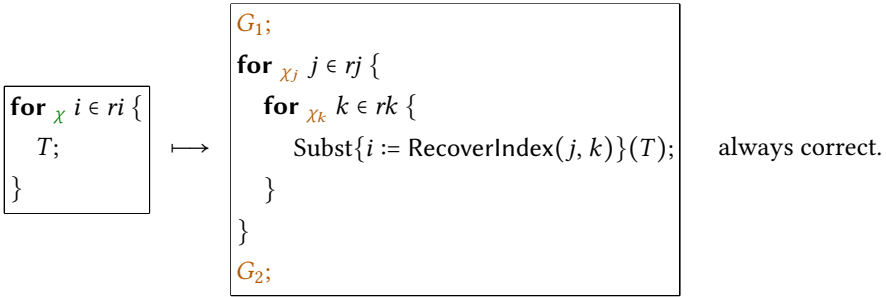 for χ i ∈ ri {
T;
}
⟼
G₁;
for χⱼ j ∈ rj {
for χₖ k ∈ rk {
Subst{i := RecoverIndex(j, k)}(T);
}
}
G₂;
always correct.